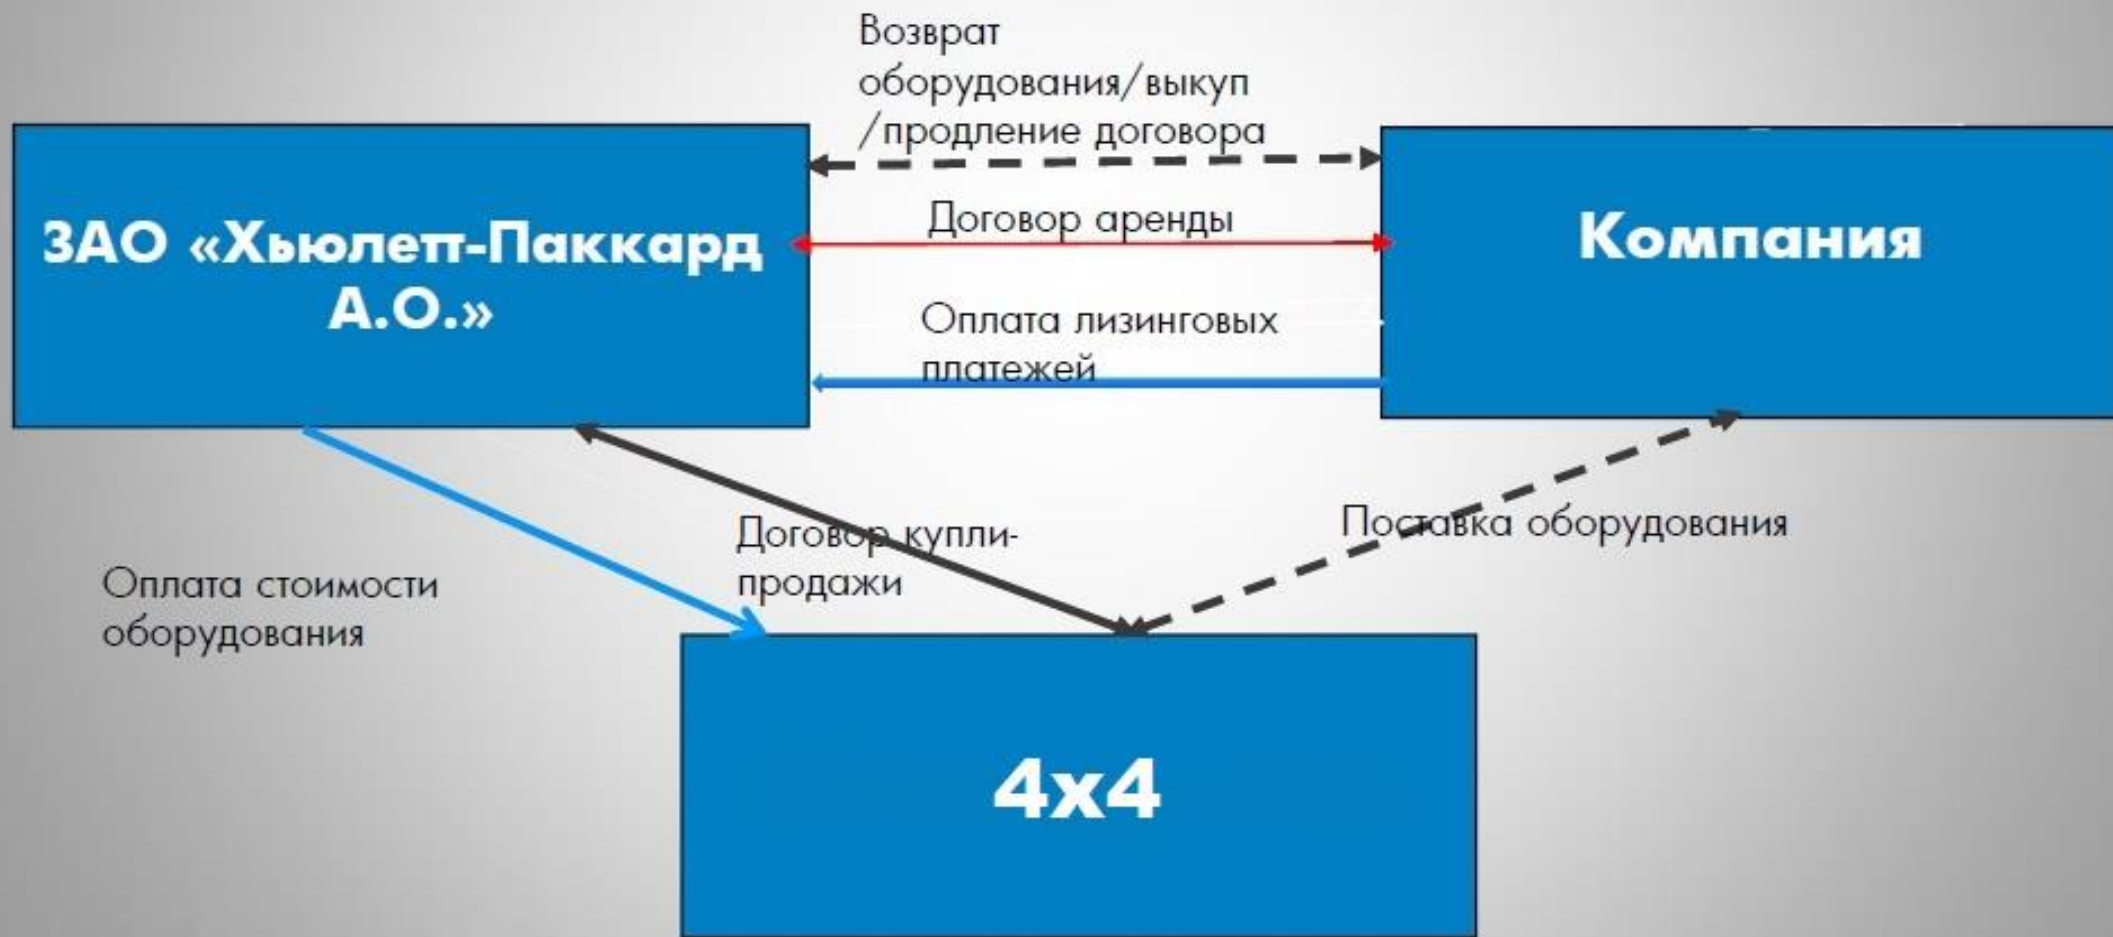 Возврат
оборудования/выкуп
/продление договора
ЗАО «Хьюлетт-Паккард
А.О.»
Договор аренды
Компания
Оплата лизинговых
платежей
Договор купли-
продажи
Поставка оборудования
Оплата стоимости
оборудования
4х4